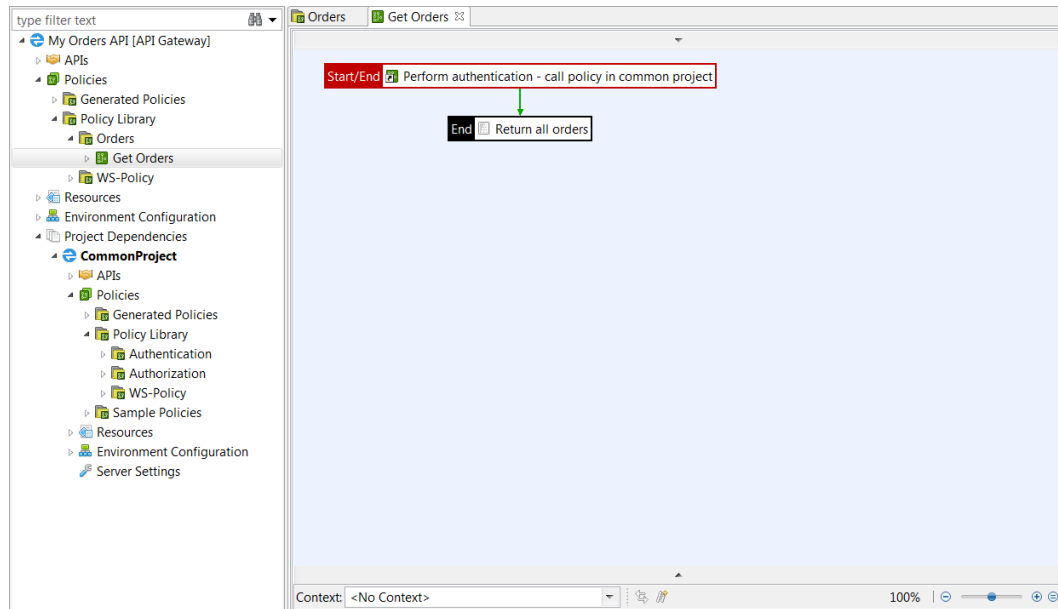 type filter text
My Orders API [API Gateway]
APIs
Policies
Generated Policies
Policy Library
Orders
Get Orders
WS-Policy
Resources
Environment Configuration
Project Dependencies
CommonProject
APIs
Policies
Generated Policies
Policy Library
Authentication
Authorization
WS-Policy
Sample Policies
Resources
Environment Configuration
Server Settings
Orders Get Orders
Start/End Perform authentication - call policy in common project
End Return all orders
Context: <No Context> 100%